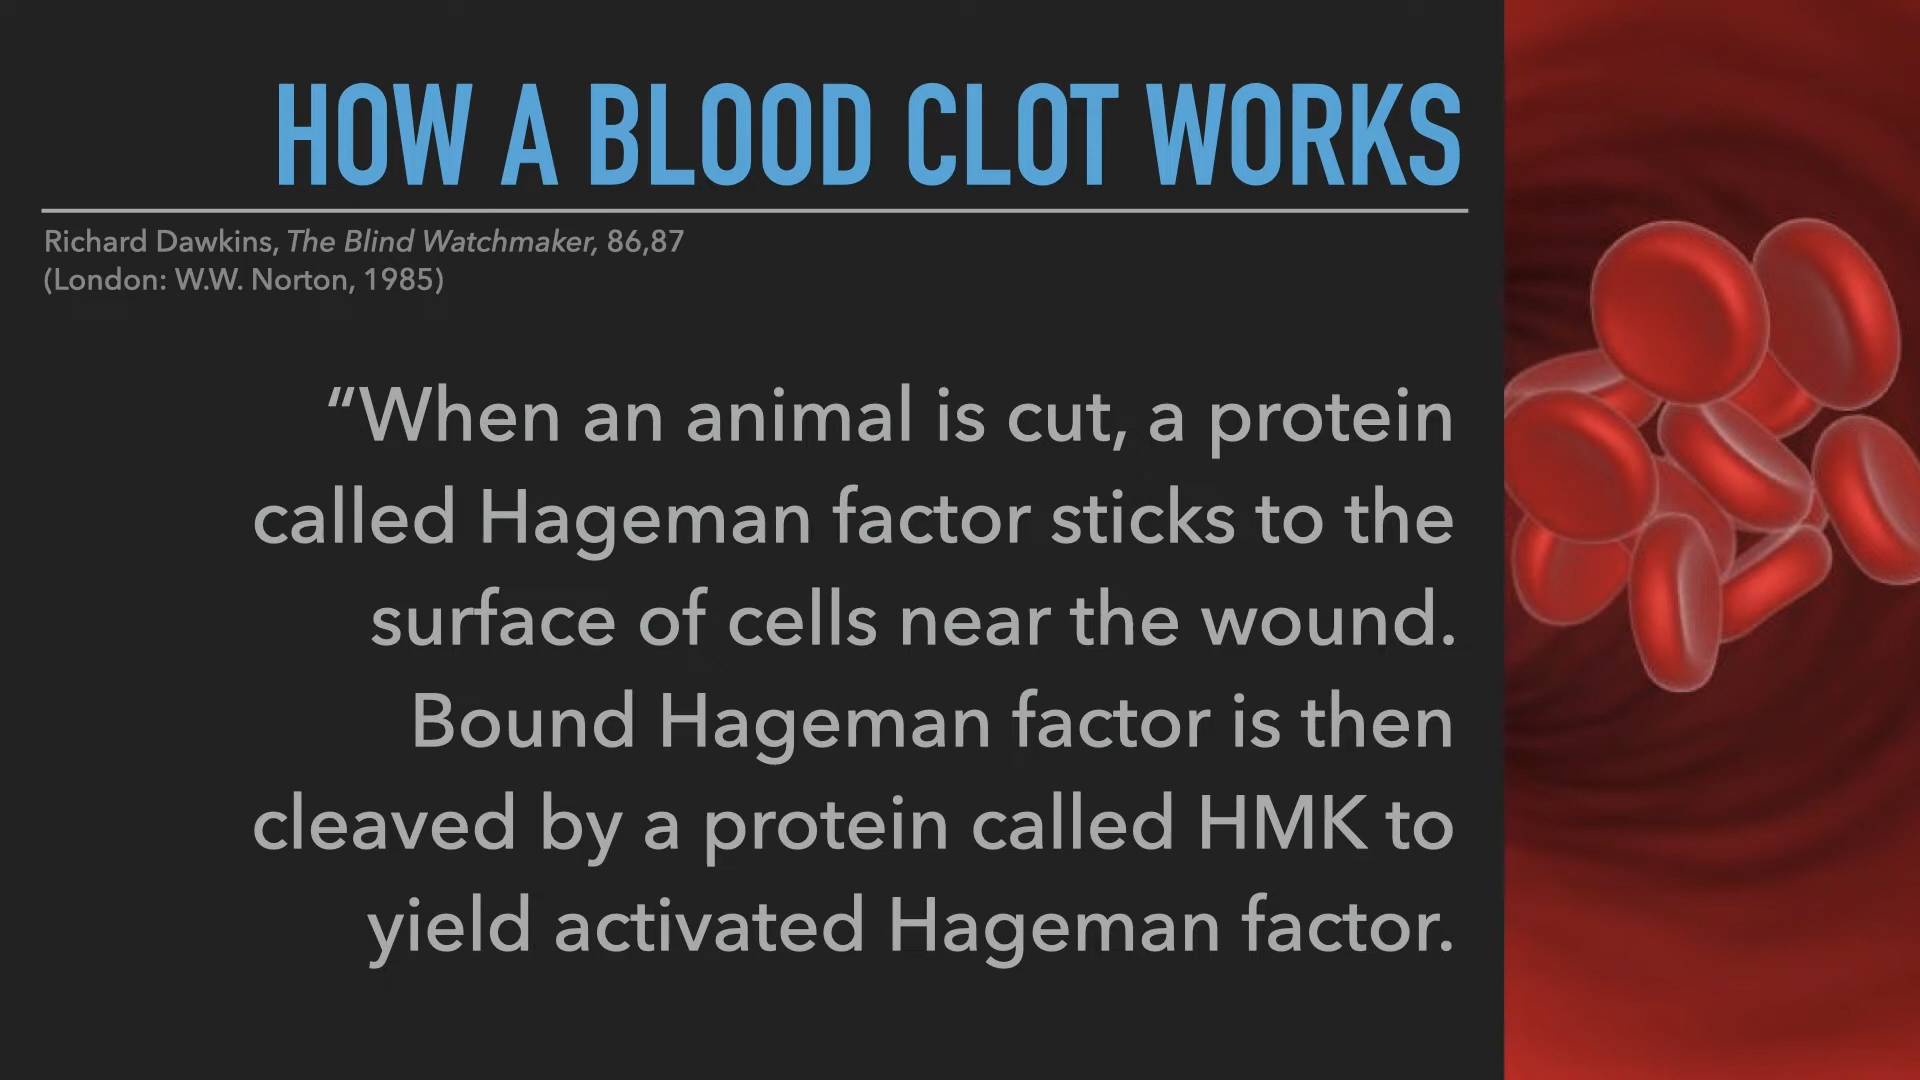 HOW A BLOOD CLOT WORKS
Richard Dawkins, The Blind Watchmaker, 86,87
(London: W.W. Norton, 1985)
“When an animal is cut, a protein
called Hageman factor sticks to the
surface of cells near the wound.
Bound Hageman factor is then
cleaved by a protein called HMK to
yield activated Hageman factor.